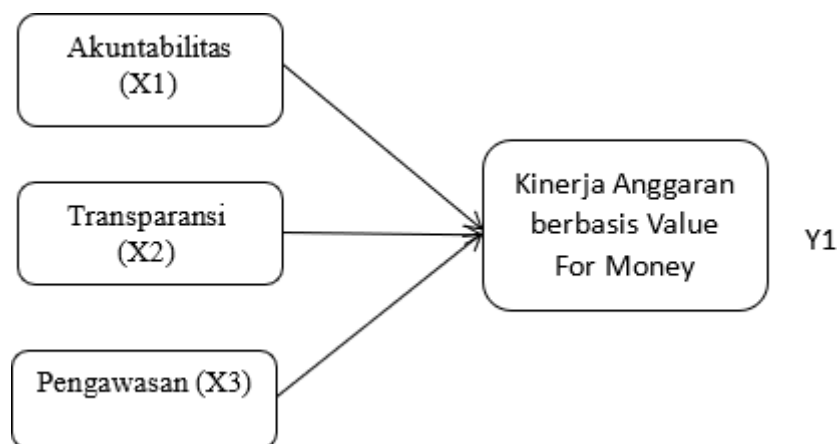 Akuntabilitas
(X1)
Transparansi
(X2)
Pengawasan (X3)
Kinerja Anggaran
berbasis Value
For Money
Y1